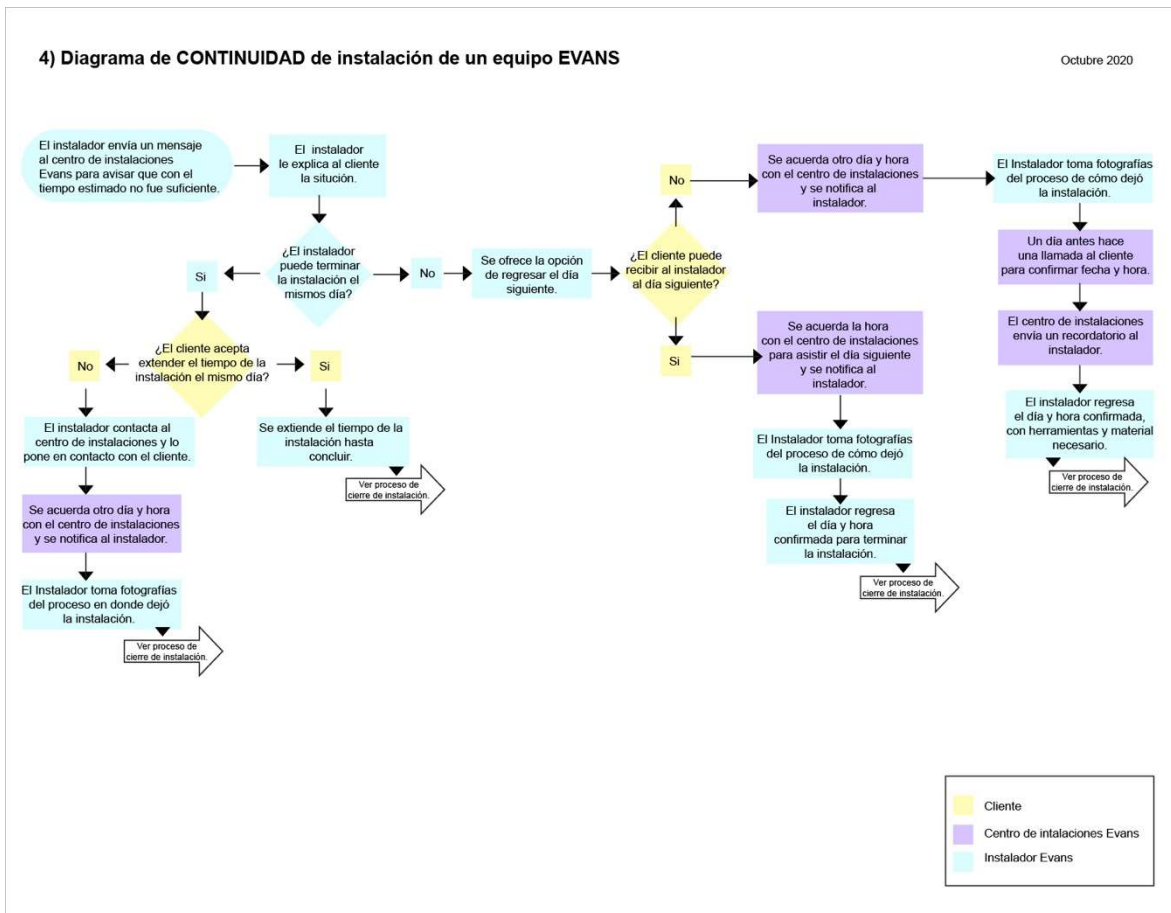 4) Diagrama de CONTINUIDAD de instalación de un equipo EVANS
Octubre 2020
El instalador envía un mensaje
al centro de instalaciones
Evans para avisar que con el
tiempo estimado no fue suficiente.
El instalador
le explica al cliente
la situción.
¿El instalador
puede terminar
la instalación el
mismos día?
Si
No
¿El cliente acepta
extender el tiempo de la
instalación el mismo día?
No
Si
El instalador contacta al
centro de instalaciones y lo
pone en contacto con el cliente.
Se acuerda otro día y hora
con el centro de instalaciones
y se notifica al instalador.
El Instalador toma fotografías
del proceso en donde dejó
la instalación.
Ver proceso de
cierre de instalación.
Se extiende el tiempo de la
instalación hasta
concluir.
Ver proceso de
cierre de instalación.
Se ofrece la opción
de regresar el día
siguiente.
¿El cliente puede
recibir al instalador
al día siguiente?
No
Si
Se acuerda otro día y hora
con el centro de instalaciones
y se notifica al
instalador.
El Instalador toma fotografías
del proceso de cómo dejó
la instalación.
Un día antes hace
una llamada al cliente
para confirmar fecha y hora.
El centro de instalaciones
envía un recordatorio al
instalador.
El instalador regresa
el día y hora confirmada,
con herramientas y material
necesario.
Ver proceso de
cierre de instalación.
Se acuerda la hora
con el centro de instalaciones
para asistir el día siguiente
y se notifica al
instalador.
El Instalador toma fotografías
del proceso de cómo dejó
la instalación.
El instalador regresa
el día y hora
confirmada para terminar
la instalación.
Ver proceso de
cierre de instalación.
Cliente
Centro de intalaciones Evans
Instalador Evans